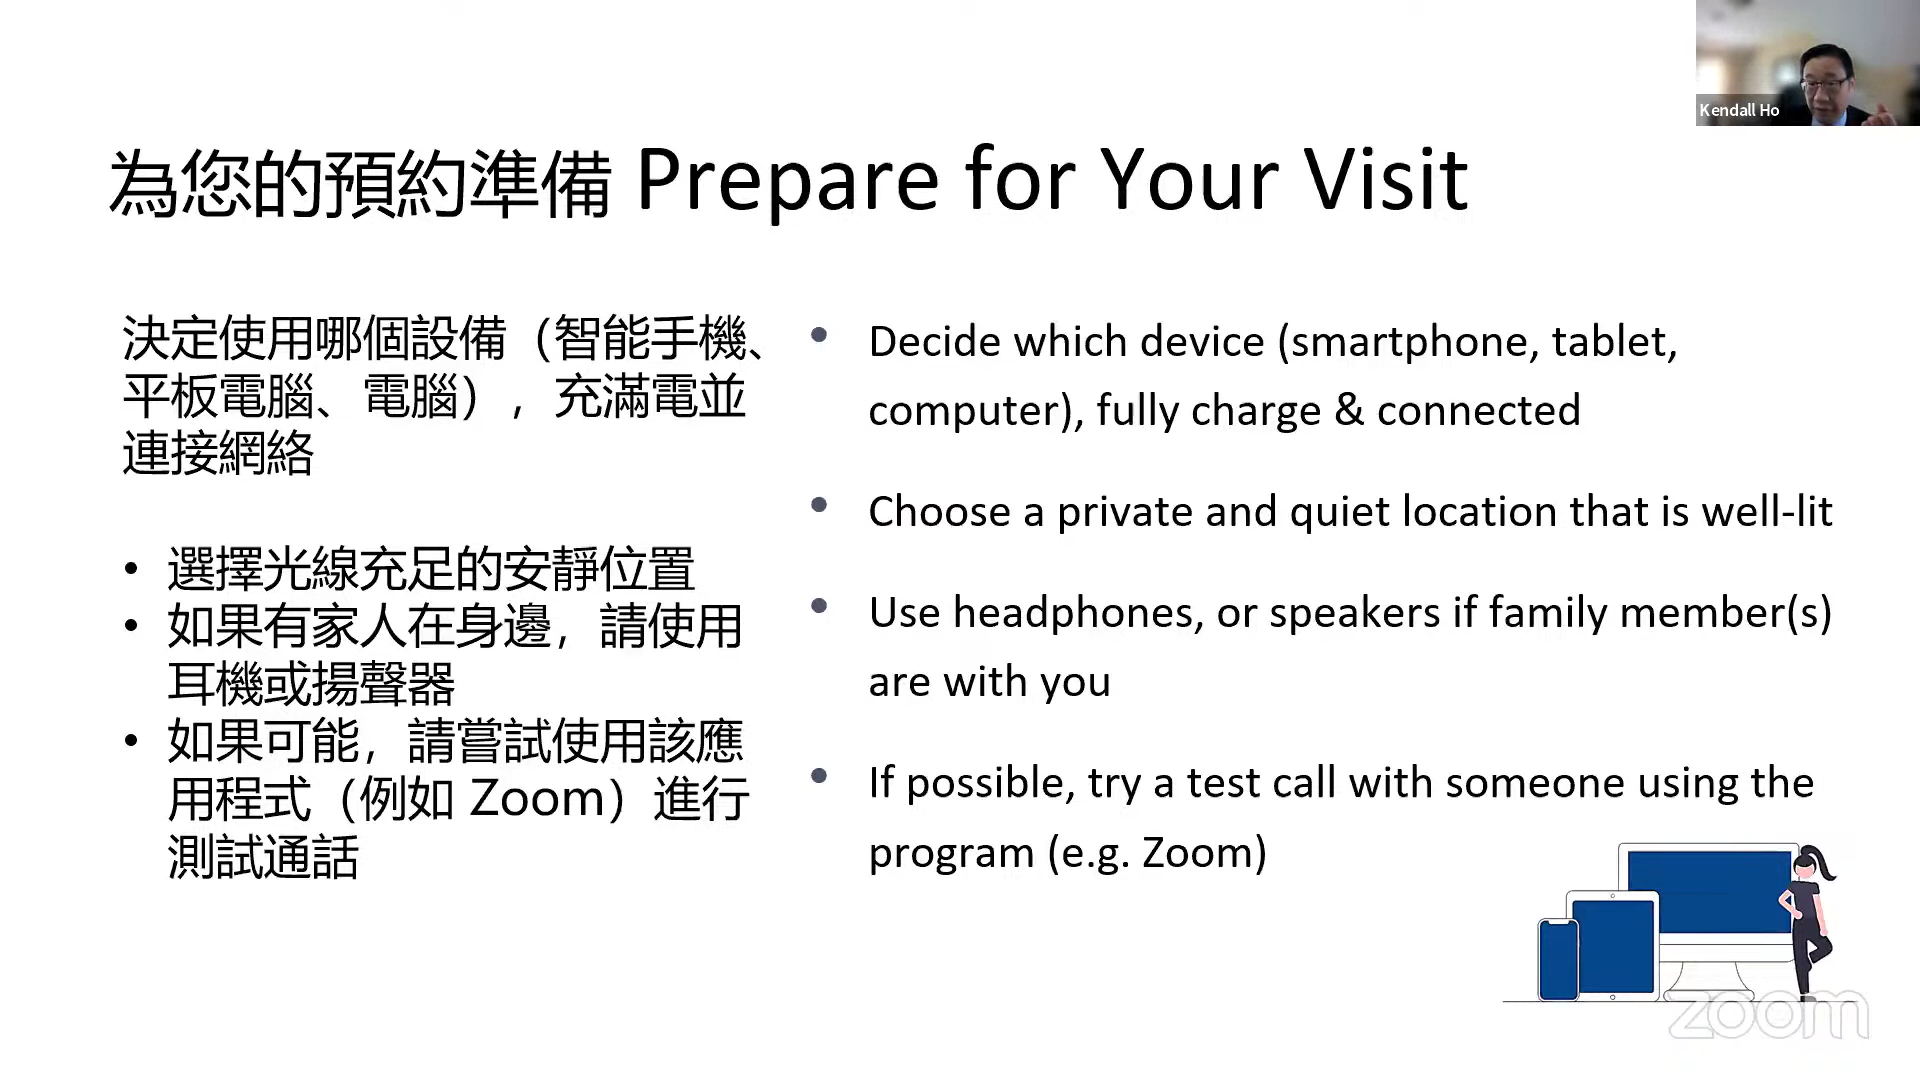 Kendall Ho
為您的預約準備 Prepare for Your Visit
決定使用哪個設備（智能手機、
平板電腦、電腦），充滿電並
連接網絡
• 選擇光線充足的安靜位置
• 如果有家人在身邊，請使用
耳機或揚聲器
• 如果可能，請嘗試使用該應
用程式（例如 Zoom）進行
測試通話
• Decide which device (smartphone, tablet,
computer), fully charge & connected
• Choose a private and quiet location that is well-lit
• Use headphones, or speakers if family member(s)
are with you
• If possible, try a test call with someone using the
program (e.g. Zoom)
zoom